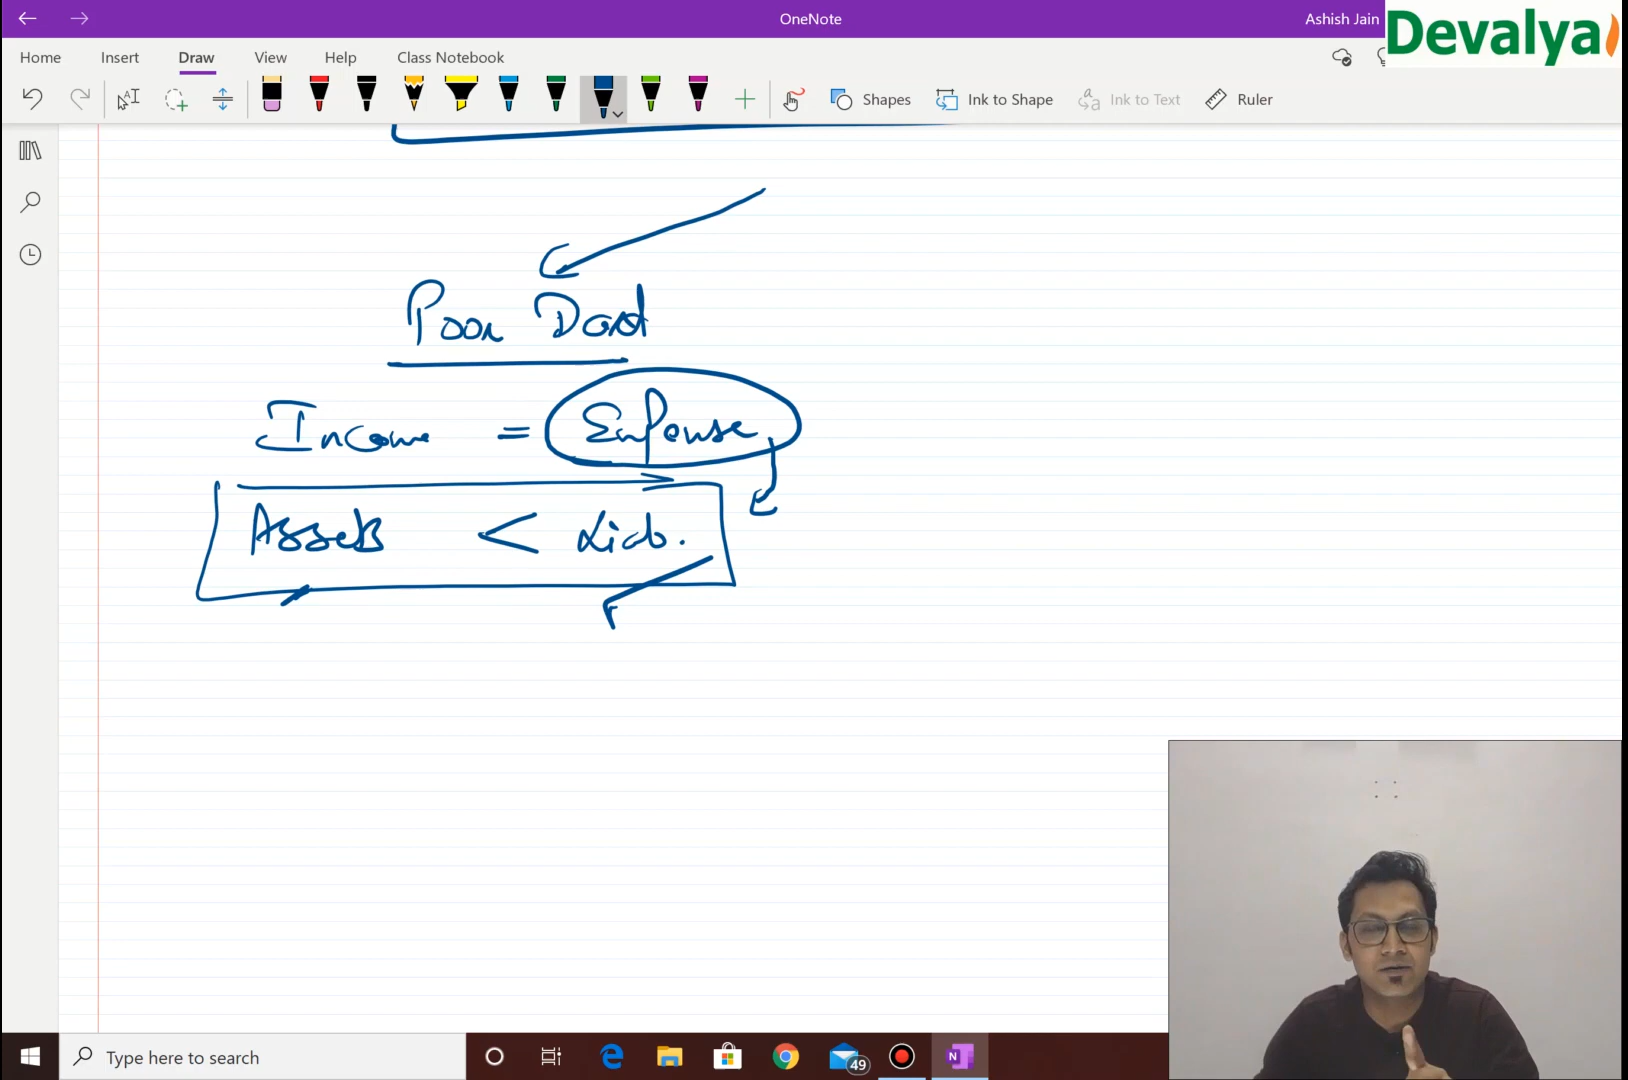 OneNote
Ashish Jain
Devalya
Home Insert Draw View Help Class Notebook
Shapes Ink to Shape Ink to Text Ruler
Poor Dad
Income = Expense
Assets < Liab.
Type here to search
49
N